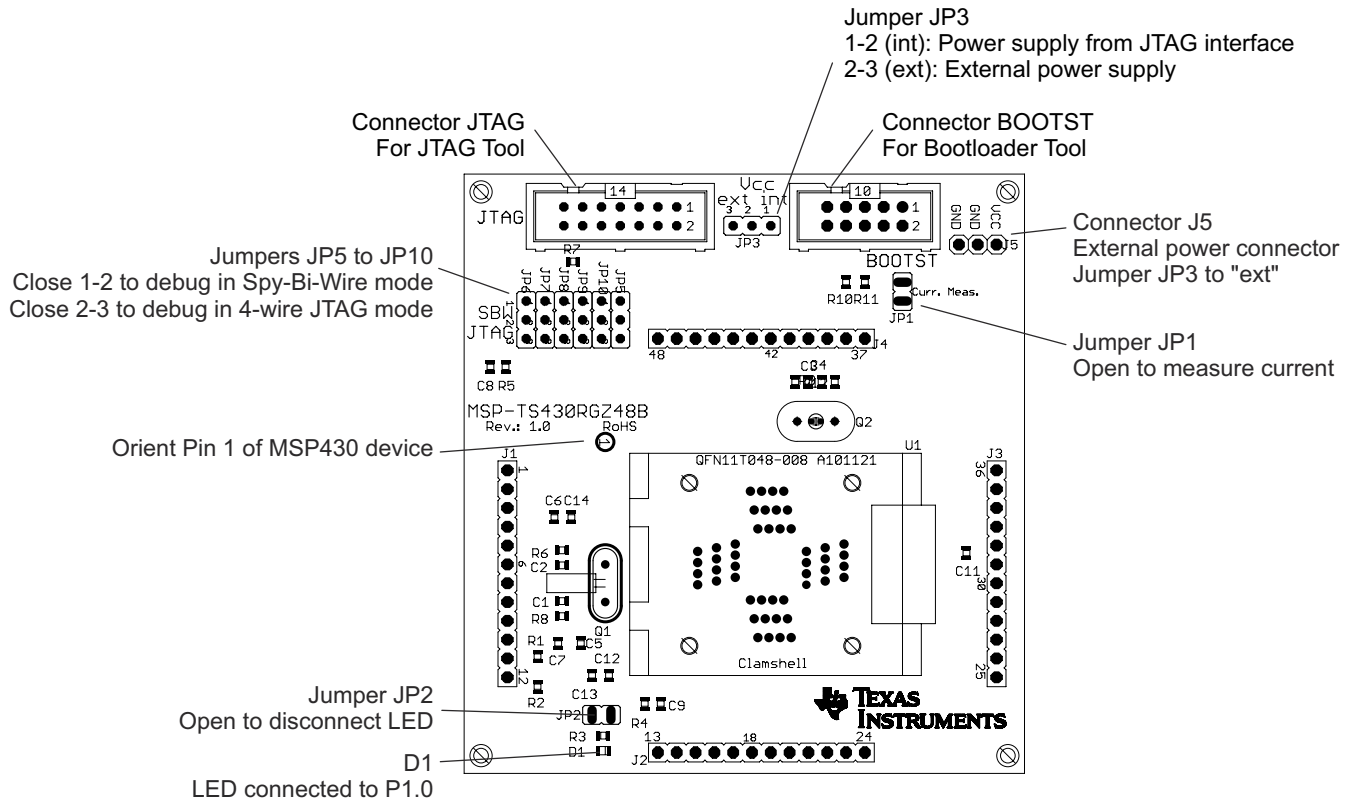 Jumper JP3
1-2 (int): Power supply from JTAG interface
2-3 (ext): External power supply
Connector JTAG
For JTAG Tool
Connector BOOTST
For Bootloader Tool
Vcc
ext int
3 2 1
JP3
14
JTAG
1
2
10
1
2
BOOTST
GND
GND
VCC
J5
Connector J5
External power connector
Jumper JP3 to "ext"
Jumpers JP5 to JP10
Close 1-2 to debug in Spy-Bi-Wire mode
Close 2-3 to debug in 4-wire JTAG mode
R7
JP6
JP7
JP8
JP9
JP10
JP5
SBW
JTAG
1
2
3
R10
R11
Curr. Meas.
JP1
Jumper JP1
Open to measure current
48
42
37
J4
C8 R5
C3
C4
MSP-TS430RGZ48B
Rev.: 1.0
RoHS
Q2
Orient Pin 1 of MSP430 device
1
J1
1
6
12
QFN11T048-008 A101121
U1
J3
36
30
25
C6
C14
R6
C2
C1
R8
Q1
R1
C7
C5
C11
R2
C12
C13
Clamshell
TEXAS
INSTRUMENTS
Jumper JP2
Open to disconnect LED
JP2
R4
C9
R3
D1
J2
13
18
24
D1
LED connected to P1.0